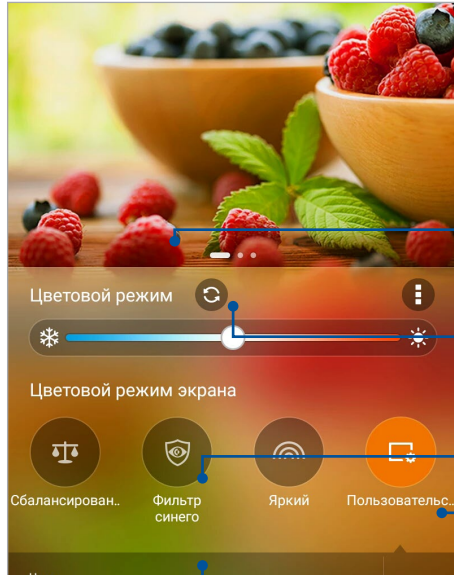 Цветовой режим
Цветовой режим экрана
Сбалансирован..
Фильтр
синего
Яркий
Пользовательс..